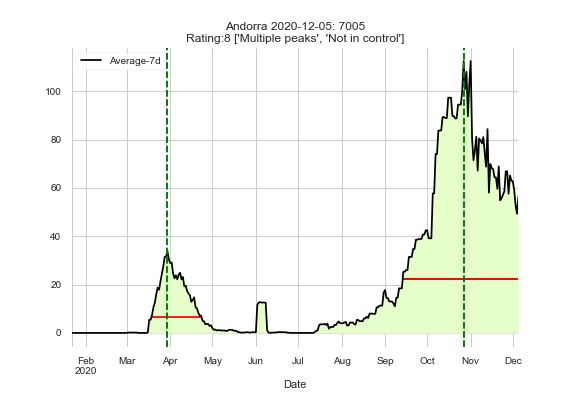 Andorra 2020-12-05: 7005
Rating:8 ['Multiple peaks', 'Not in control']
Average-7d
100
80
60
40
20
0
Feb Mar Apr May Jun Jul Aug Sep Oct Nov Dec
2020
Date